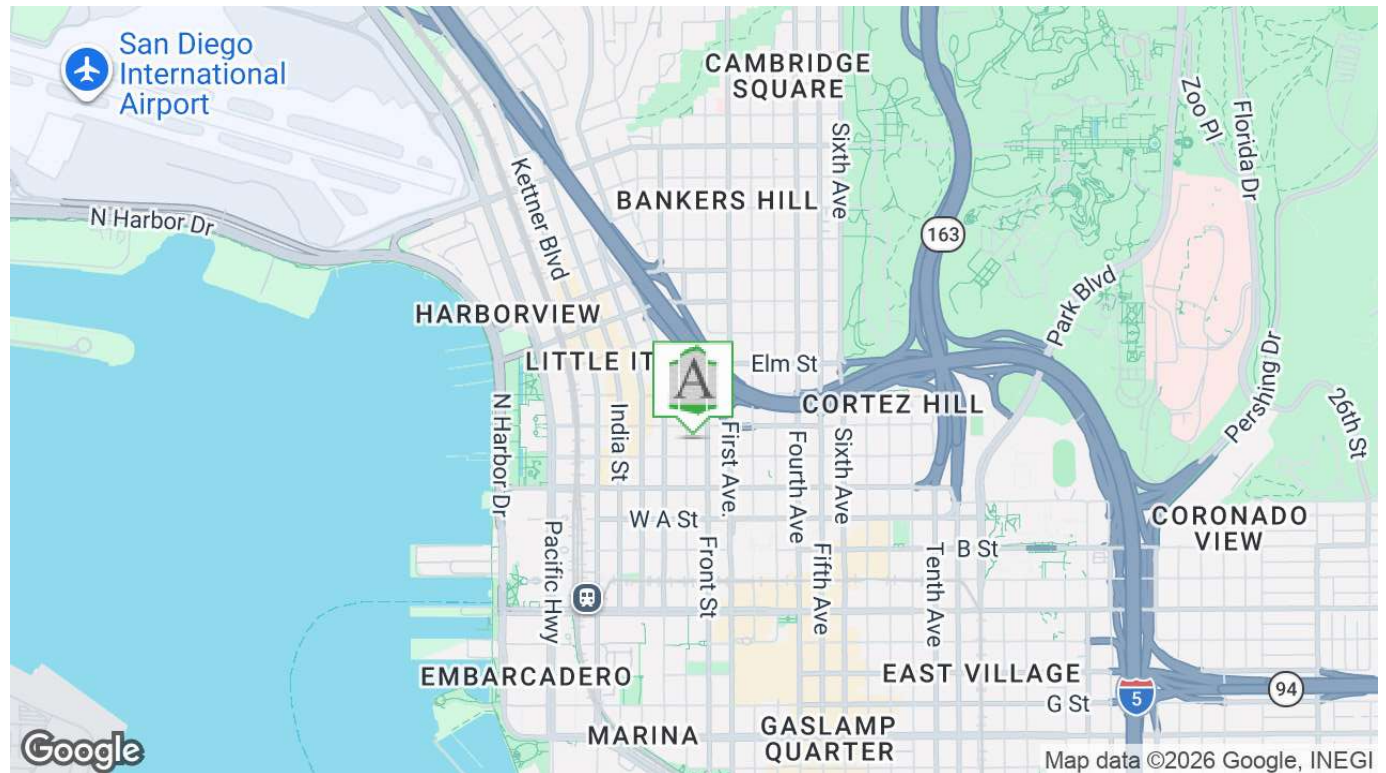 San Diego
International
Airport
CAMBRIDGE
SQUARE
Zoo Pl
Florida Dr
Sixth Ave
Kettner Blvd
BANKERS HILL
N Harbor Dr
163
Park Blvd
HARBORVIEW
LITTLE IT
A
Elm St
Pershing Dr
CORTEZ HILL
26th St
N Harbor Dr
India St
First Ave.
Fourth Ave
Sixth Ave
W A St
CORONADO
VIEW
Pacific Hwy
Front St
Fifth Ave
Tenth Ave
B St
EMBARCADERO
EAST VILLAGE
G St
5
94
MARINA
GASLAMP
QUARTER
Google
Map data ©2026 Google, INEGI